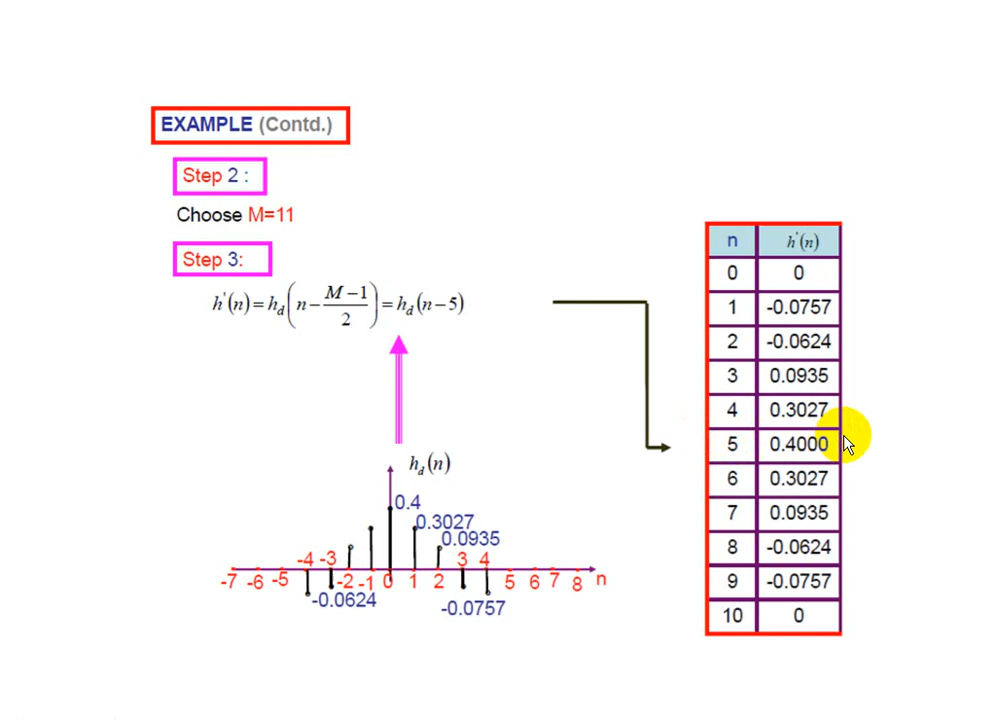 EXAMPLE (Contd.)
Step 2 :
Choose M=11
Step 3:
h'(n) = h_d(n − (M−1)/2) = h_d(n−5)
h_d(n)
0.4
0.3027
0.0935
-4 -3 3 4
-7 -6 -5 -2 -1 0 1 2 5 6 7 8 n
-0.0624
-0.0757
n h'(n)
0 0
1 -0.0757
2 -0.0624
3 0.0935
4 0.3027
5 0.4000
6 0.3027
7 0.0935
8 -0.0624
9 -0.0757
10 0